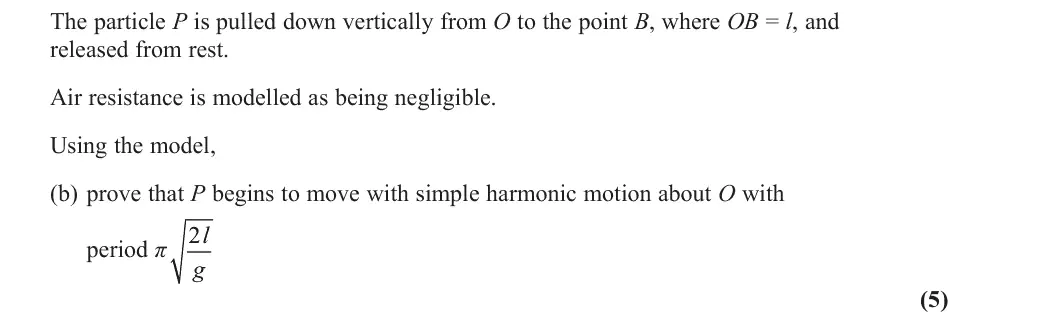 The particle P is pulled down vertically from O to the point B, where OB = l, and
released from rest.
Air resistance is modelled as being negligible.
Using the model,
(b) prove that P begins to move with simple harmonic motion about O with
period π √(2l/g)
(5)